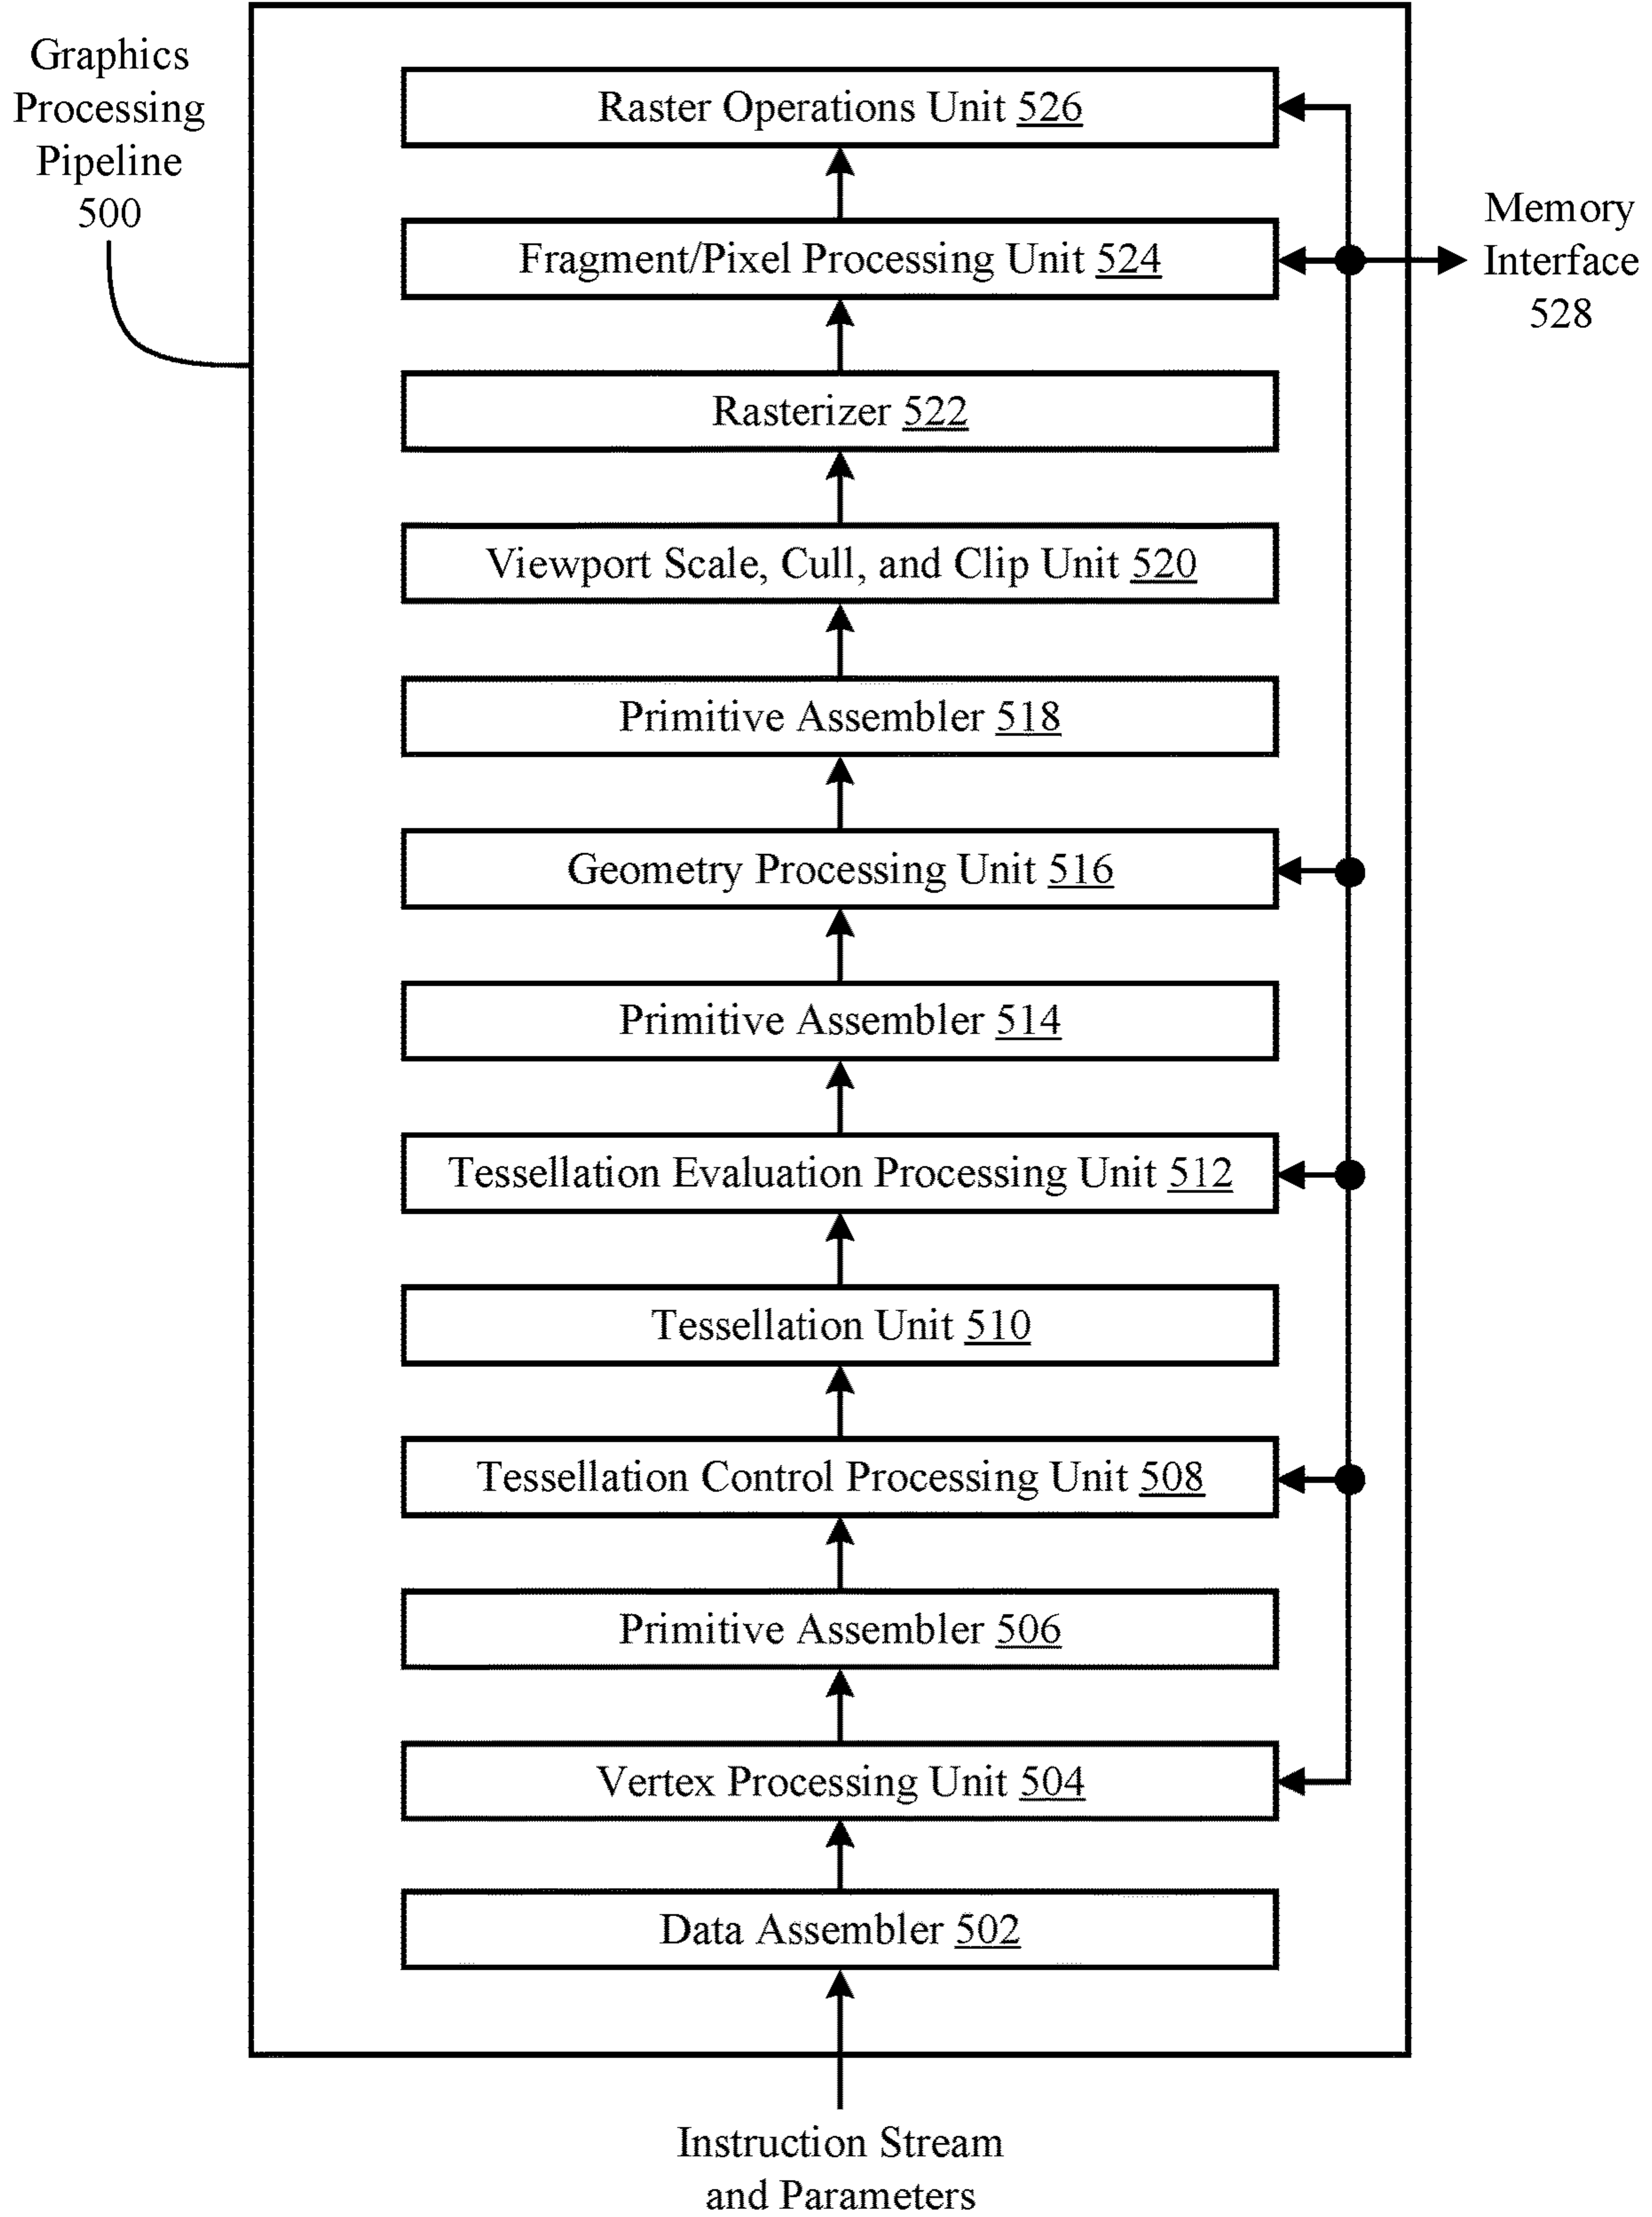 Graphics
Processing
Pipeline
500
Raster Operations Unit 526
Fragment/Pixel Processing Unit 524
Memory
Interface
528
Rasterizer 522
Viewport Scale, Cull, and Clip Unit 520
Primitive Assembler 518
Geometry Processing Unit 516
Primitive Assembler 514
Tessellation Evaluation Processing Unit 512
Tessellation Unit 510
Tessellation Control Processing Unit 508
Primitive Assembler 506
Vertex Processing Unit 504
Data Assembler 502
Instruction Stream
and Parameters